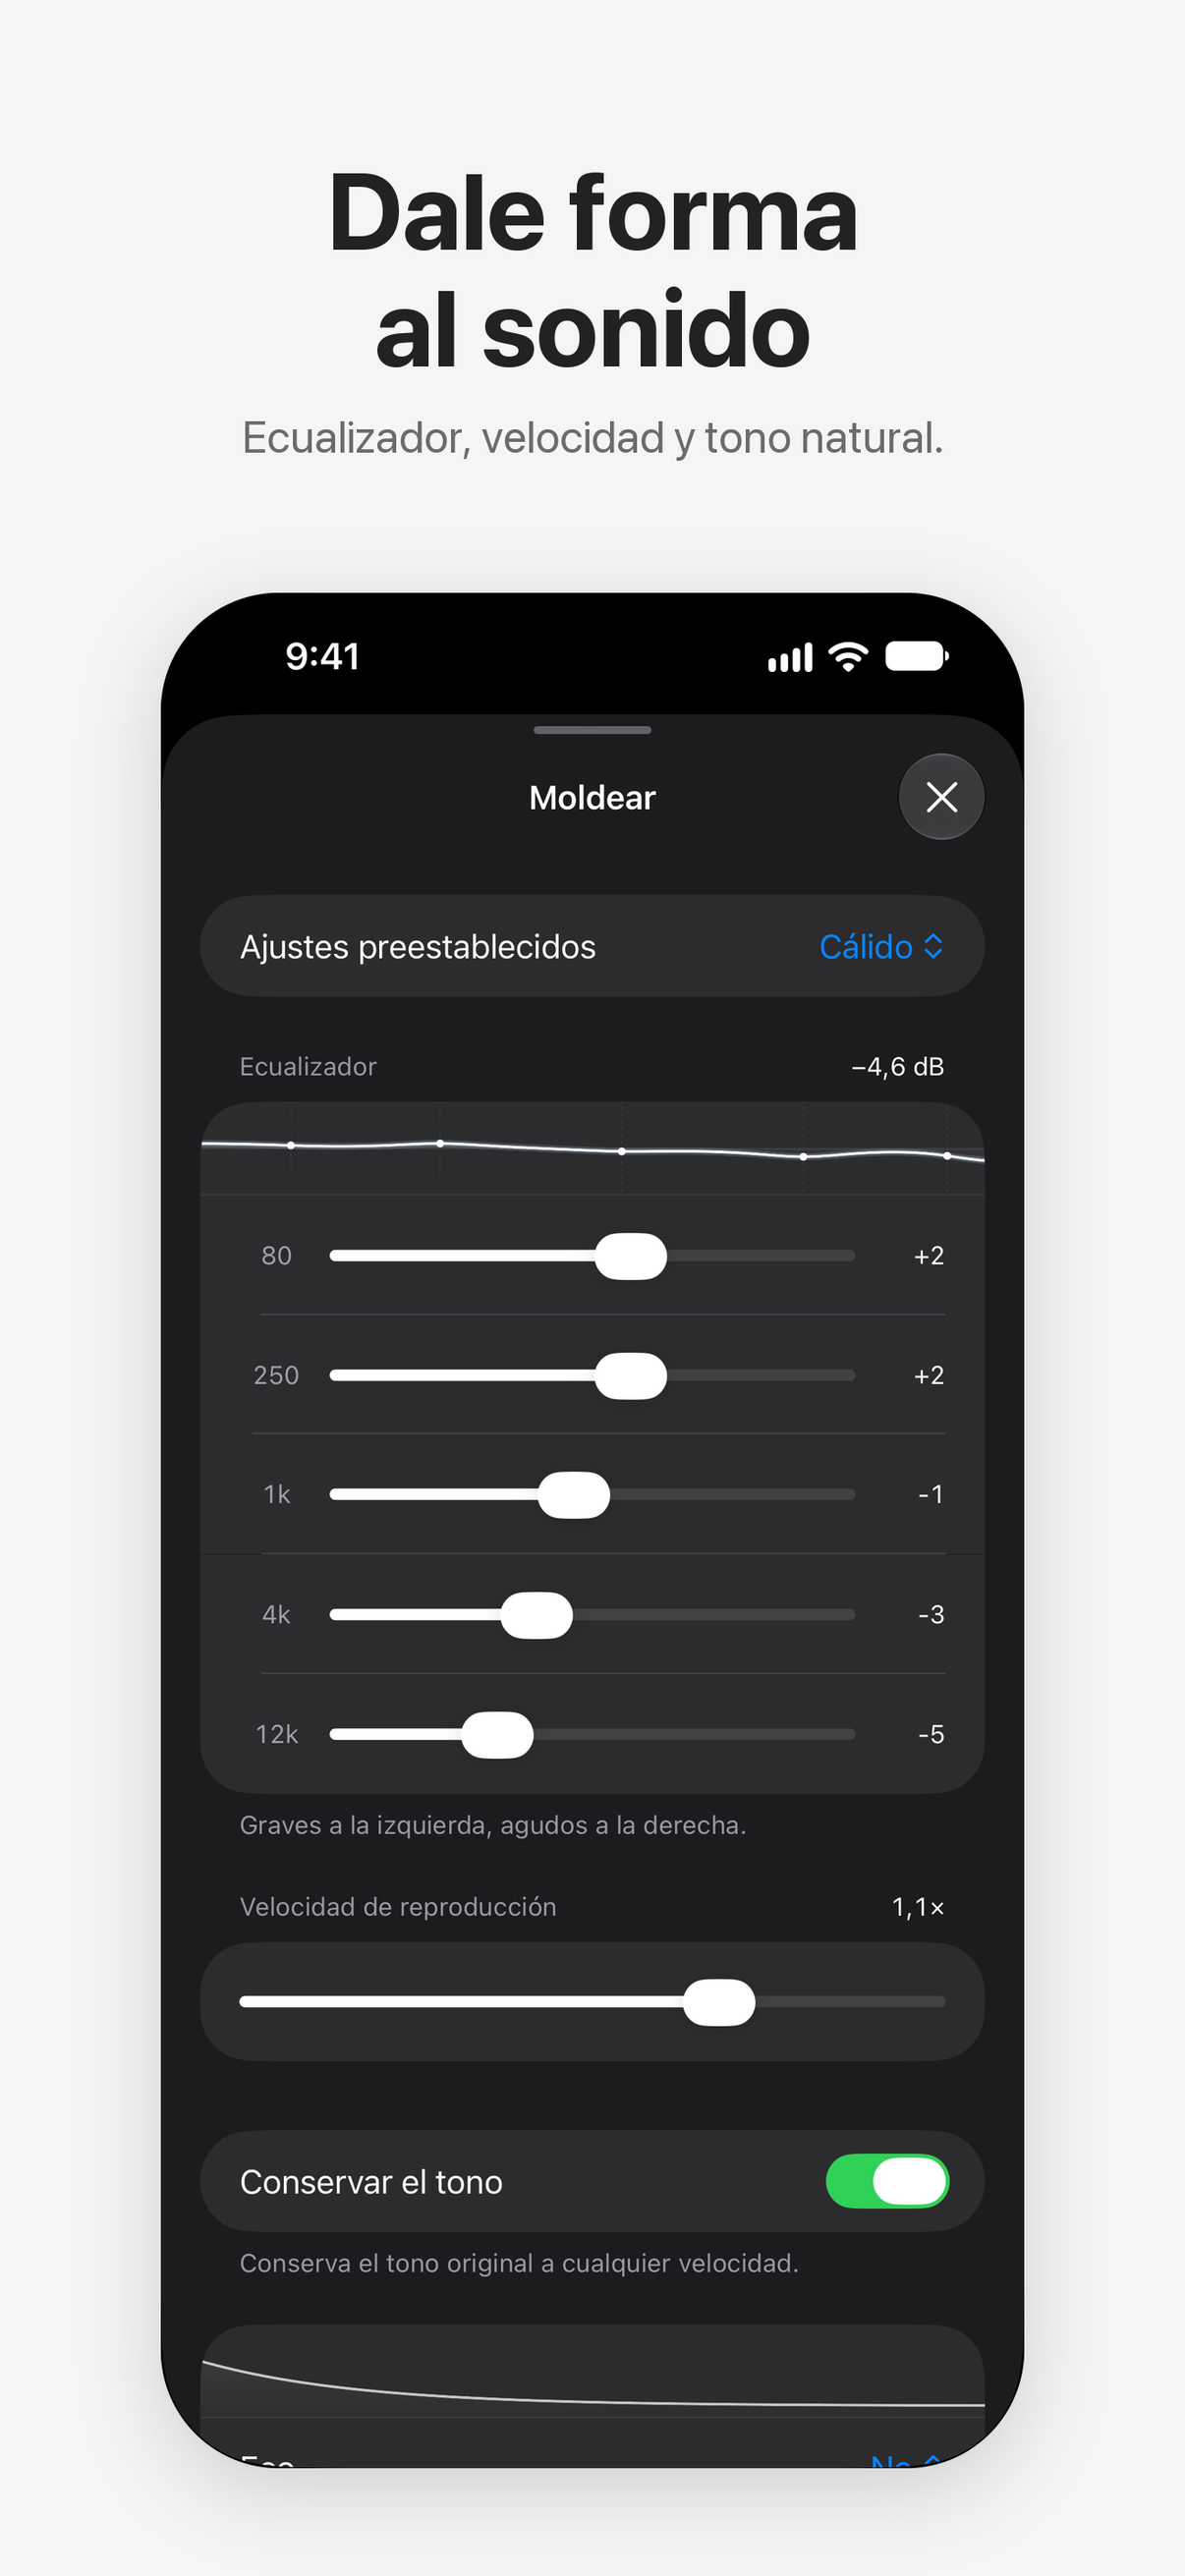 Dale forma
al sonido
Ecualizador, velocidad y tono natural.
9:41
Moldear
Ajustes preestablecidos Cálido
Ecualizador −4,6 dB
80 +2
250 +2
1k -1
4k -3
12k -5
Graves a la izquierda, agudos a la derecha.
Velocidad de reproducción 1,1×
Conservar el tono
Conserva el tono original a cualquier velocidad.